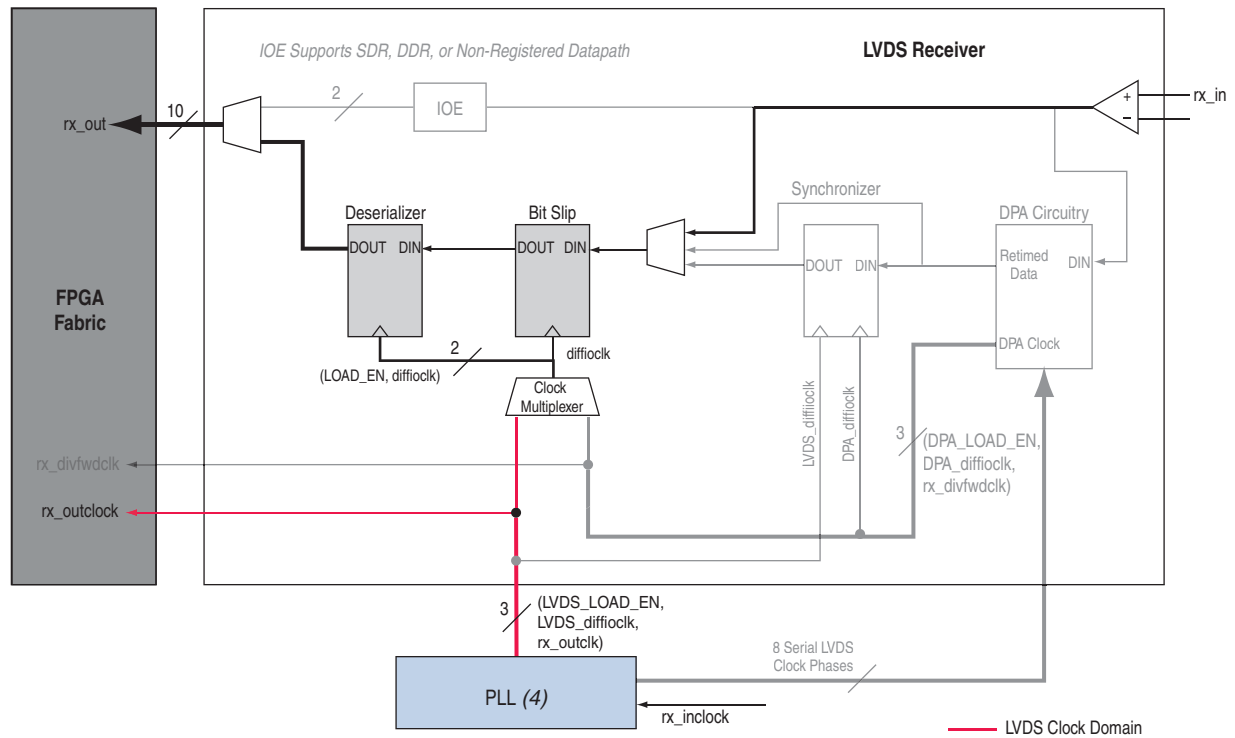 IOE Supports SDR, DDR, or Non-Registered Datapath
LVDS Receiver
2
IOE
+
–
rx_in
10
rx_out
Synchronizer
Deserializer
Bit Slip
DPA Circuitry
DOUT DIN
DOUT DIN
DOUT DIN
Retimed
Data
DIN
DPA Clock
FPGA
Fabric
2
diffioclk
(LOAD_EN, diffioclk)
Clock
Multiplexer
LVDS_diffiioclk
DPA_diffioclk
3
(DPA_LOAD_EN,
DPA_diffioclk,
rx_divfwdclk)
rx_divfwdclk
rx_outclock
3
(LVDS_LOAD_EN,
LVDS_diffioclk,
rx_outclk)
8 Serial LVDS
Clock Phases
PLL (4)
rx_inclock
LVDS Clock Domain